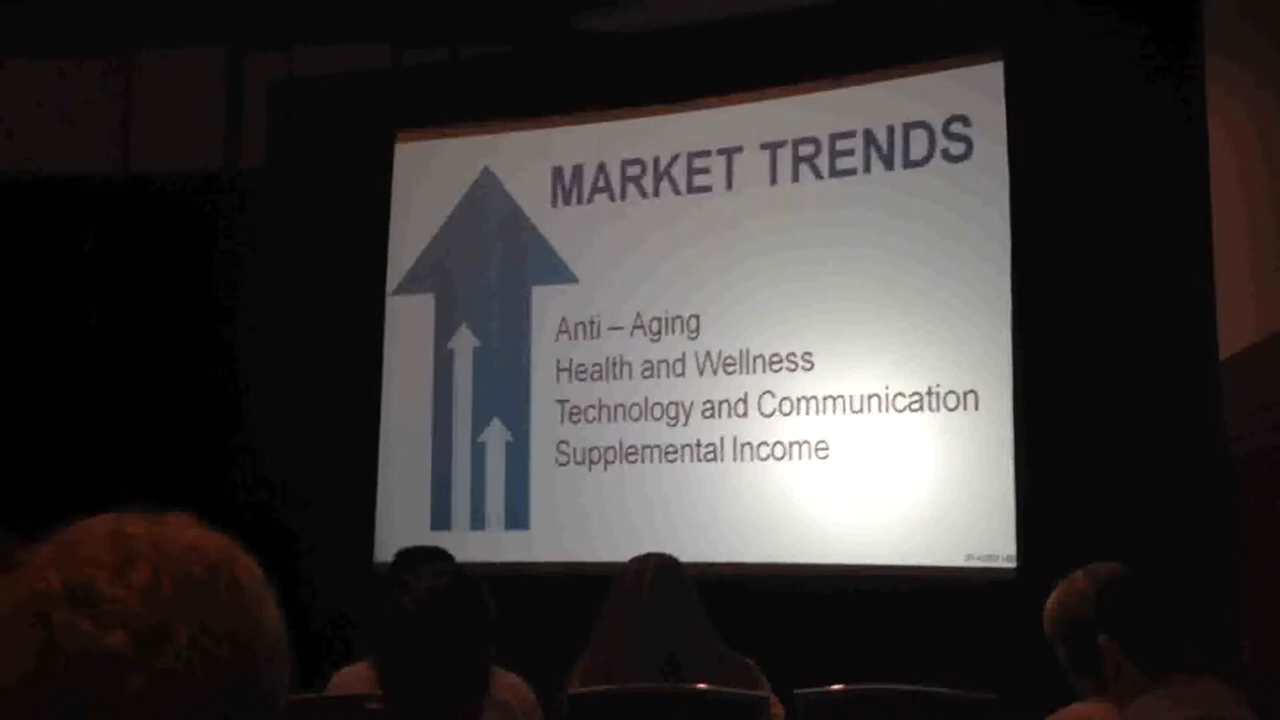 MARKET TRENDS
Anti – Aging
Health and Wellness
Technology and Communication
Supplemental Income